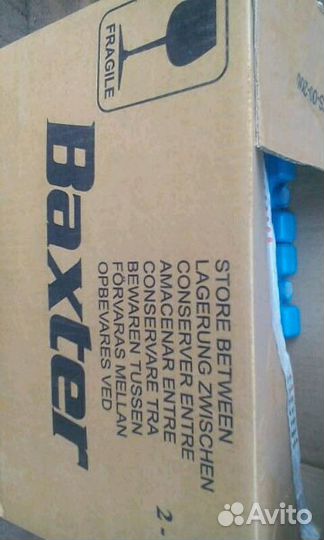 FRAGILE
Baxter
STORE BETWEEN
LAGERUNG ZWISCHEN
CONSERVER ENTRE
AMACENAR ENTRE
CONSERVARE TRA
BEWAREN TUSSEN
FÖRVARAS MELLAN
OPBEVARES VED
2-
Avito